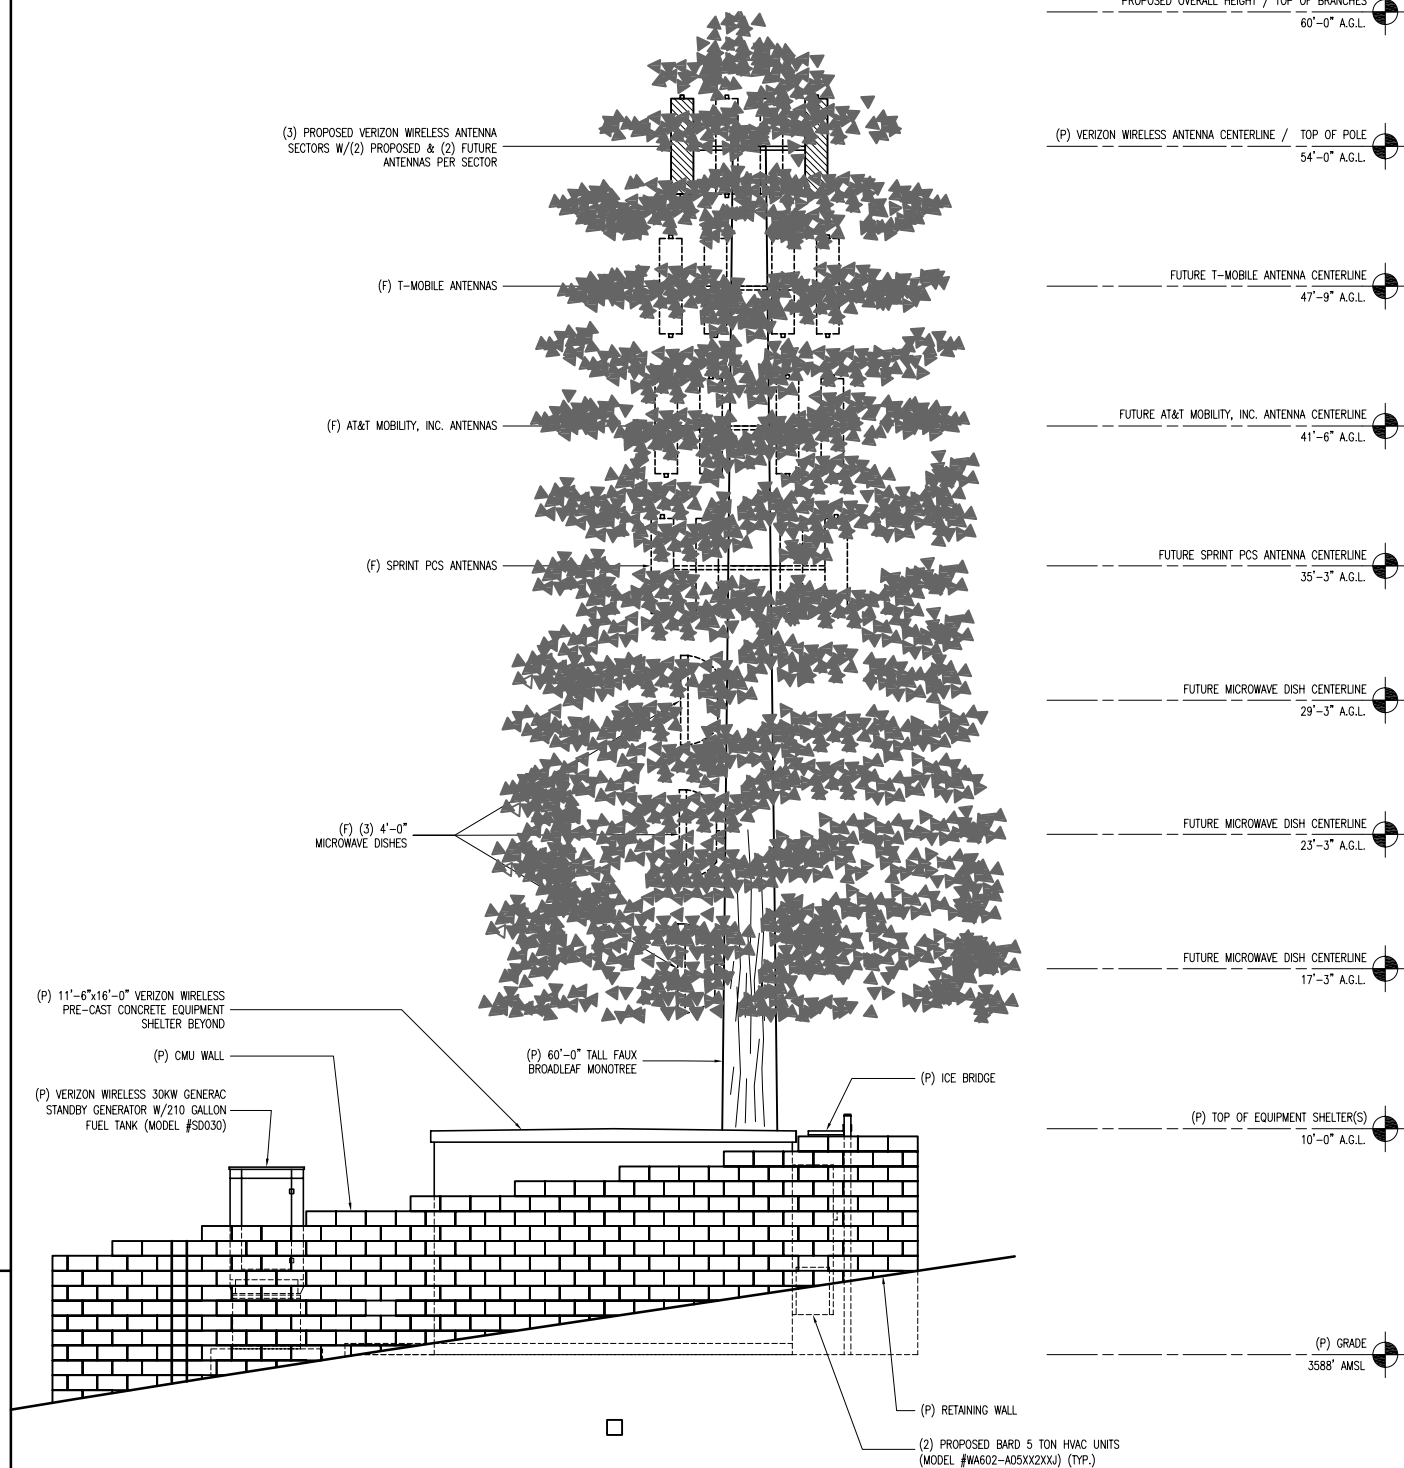 PROPOSED OVERALL HEIGHT / TOP OF BRANCHES
60'-0" A.G.L.
(3) PROPOSED VERIZON WIRELESS ANTENNA
SECTORS W/(2) PROPOSED & (2) FUTURE
ANTENNAS PER SECTOR
(P) VERIZON WIRELESS ANTENNA CENTERLINE / TOP OF POLE
54'-0" A.G.L.
(F) T-MOBILE ANTENNAS
FUTURE T-MOBILE ANTENNA CENTERLINE
47'-9" A.G.L.
(F) AT&T MOBILITY, INC. ANTENNAS
FUTURE AT&T MOBILITY, INC. ANTENNA CENTERLINE
41'-6" A.G.L.
(F) SPRINT PCS ANTENNAS
FUTURE SPRINT PCS ANTENNA CENTERLINE
35'-3" A.G.L.
FUTURE MICROWAVE DISH CENTERLINE
29'-3" A.G.L.
(F) (3) 4'-0"
MICROWAVE DISHES
FUTURE MICROWAVE DISH CENTERLINE
23'-3" A.G.L.
FUTURE MICROWAVE DISH CENTERLINE
17'-3" A.G.L.
(P) 11'-6"x16'-0" VERIZON WIRELESS
PRE-CAST CONCRETE EQUIPMENT
SHELTER BEYOND
(P) CMU WALL
(P) 60'-0" TALL FAUX
BROADLEAF MONOTREE
(P) ICE BRIDGE
(P) VERIZON WIRELESS 30KW GENERAC
STANDBY GENERATOR W/210 GALLON
FUEL TANK (MODEL #SD030)
(P) TOP OF EQUIPMENT SHELTER(S)
10'-0" A.G.L.
(P) GRADE
3588' AMSL
(P) RETAINING WALL
(2) PROPOSED BARD 5 TON HVAC UNITS
(MODEL #WA602-A05XX2XXJ) (TYP.)